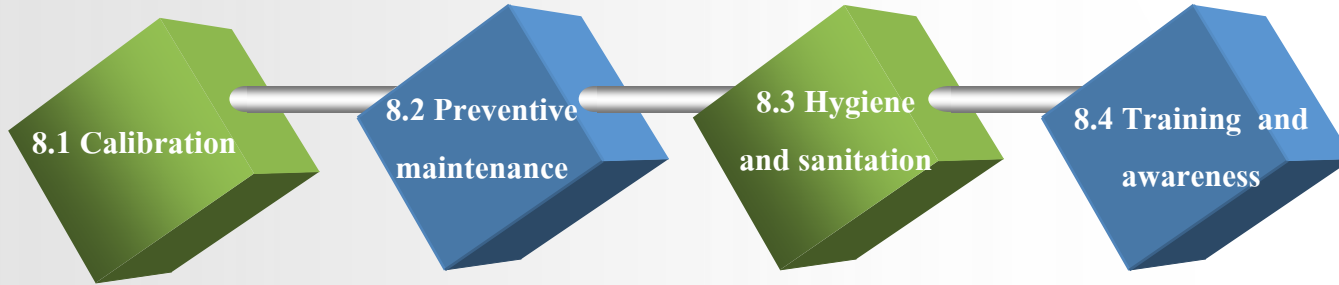 8.1 Calibration
8.2 Preventive
maintenance
8.3 Hygiene
and sanitation
8.4 Training and
awareness